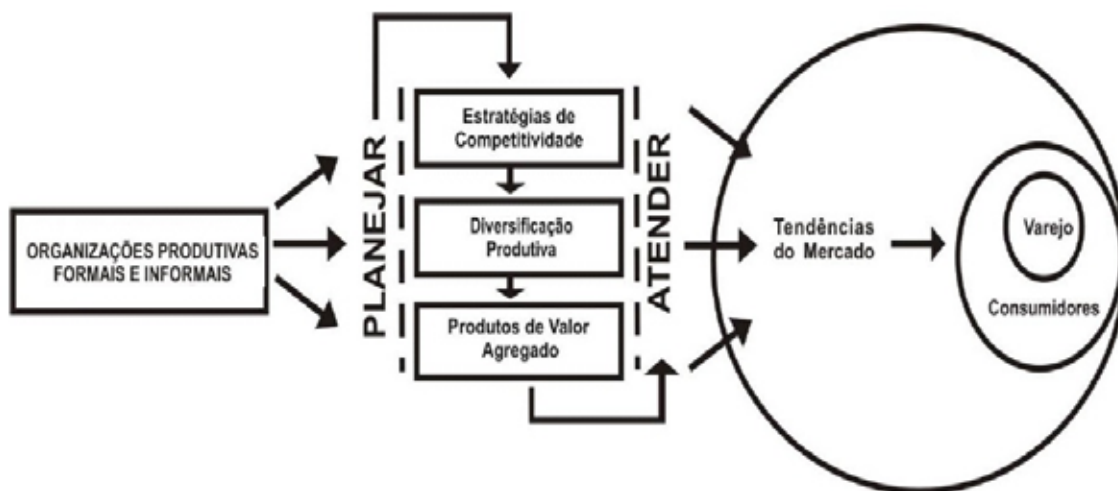 ORGANIZAÇÕES PRODUTIVAS
FORMAIS E INFORMAIS
PLANEJAR
Estratégias de
Competitividade
Diversificação
Produtiva
Produtos de Valor
Agregado
ATENDER
Tendências
do Mercado
Varejo
Consumidores